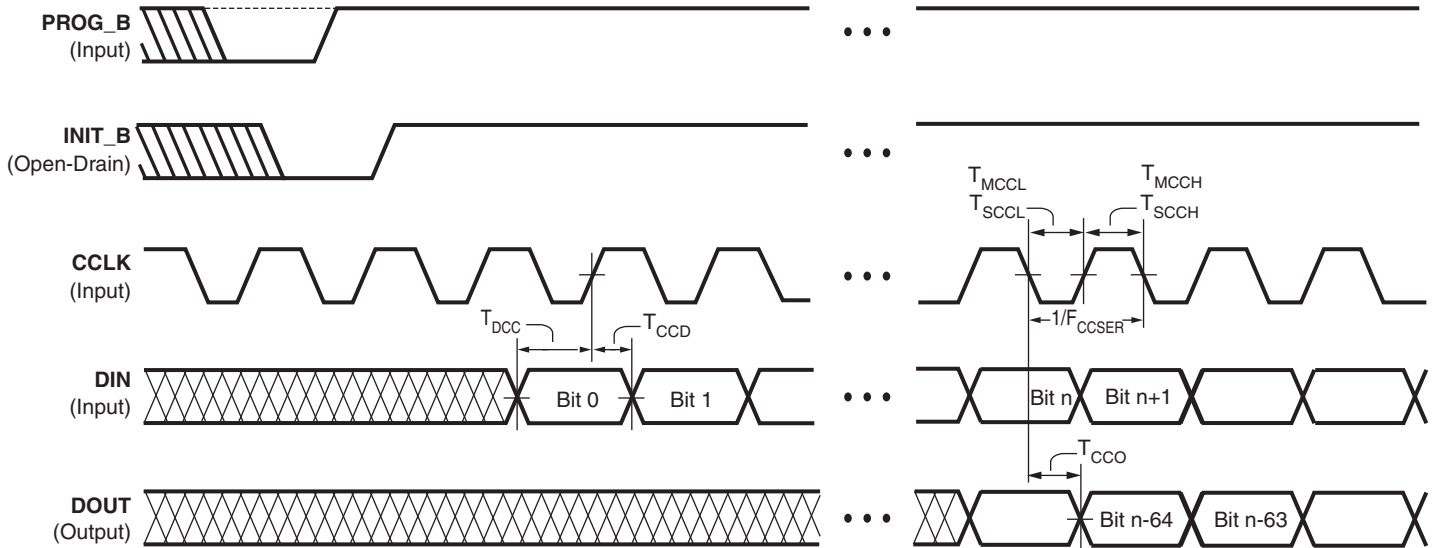 PROG_B
(Input)
INIT_B
(Open-Drain)
T_MCCL
T_SCCL
T_MCCH
T_SCCH
CCLK
(Input)
1/F_CCSER
T_DCC
T_CCD
DIN
(Input)
Bit 0
Bit 1
Bit n
Bit n+1
T_CCO
DOUT
(Output)
Bit n-64
Bit n-63